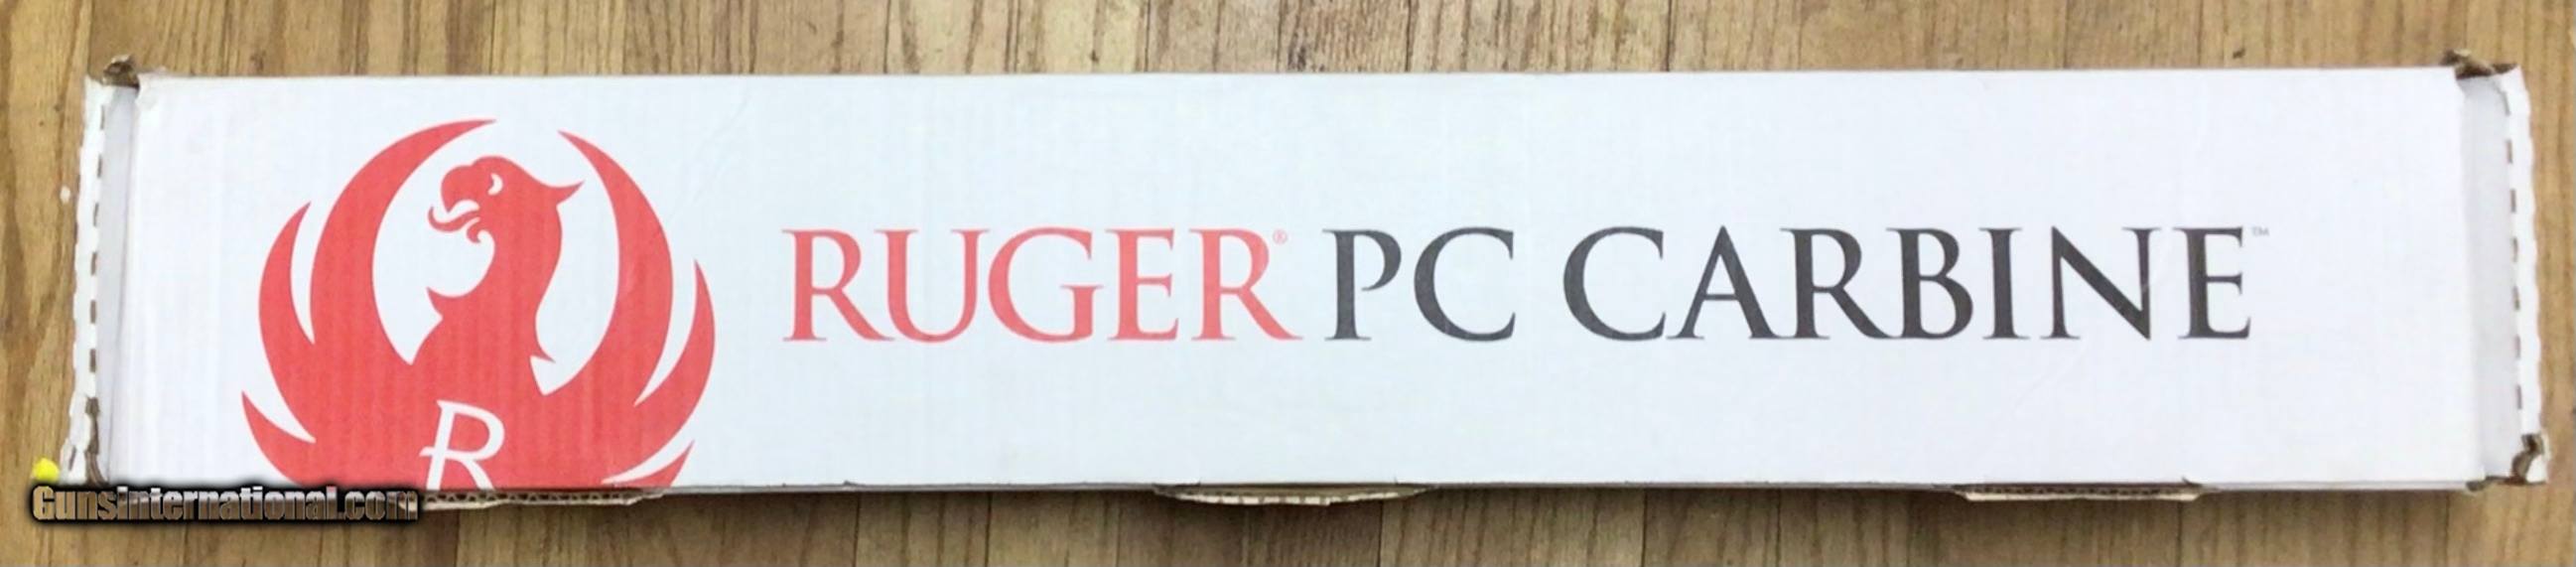 RUGER® PC CARBINE™
R
GunsInternational.com